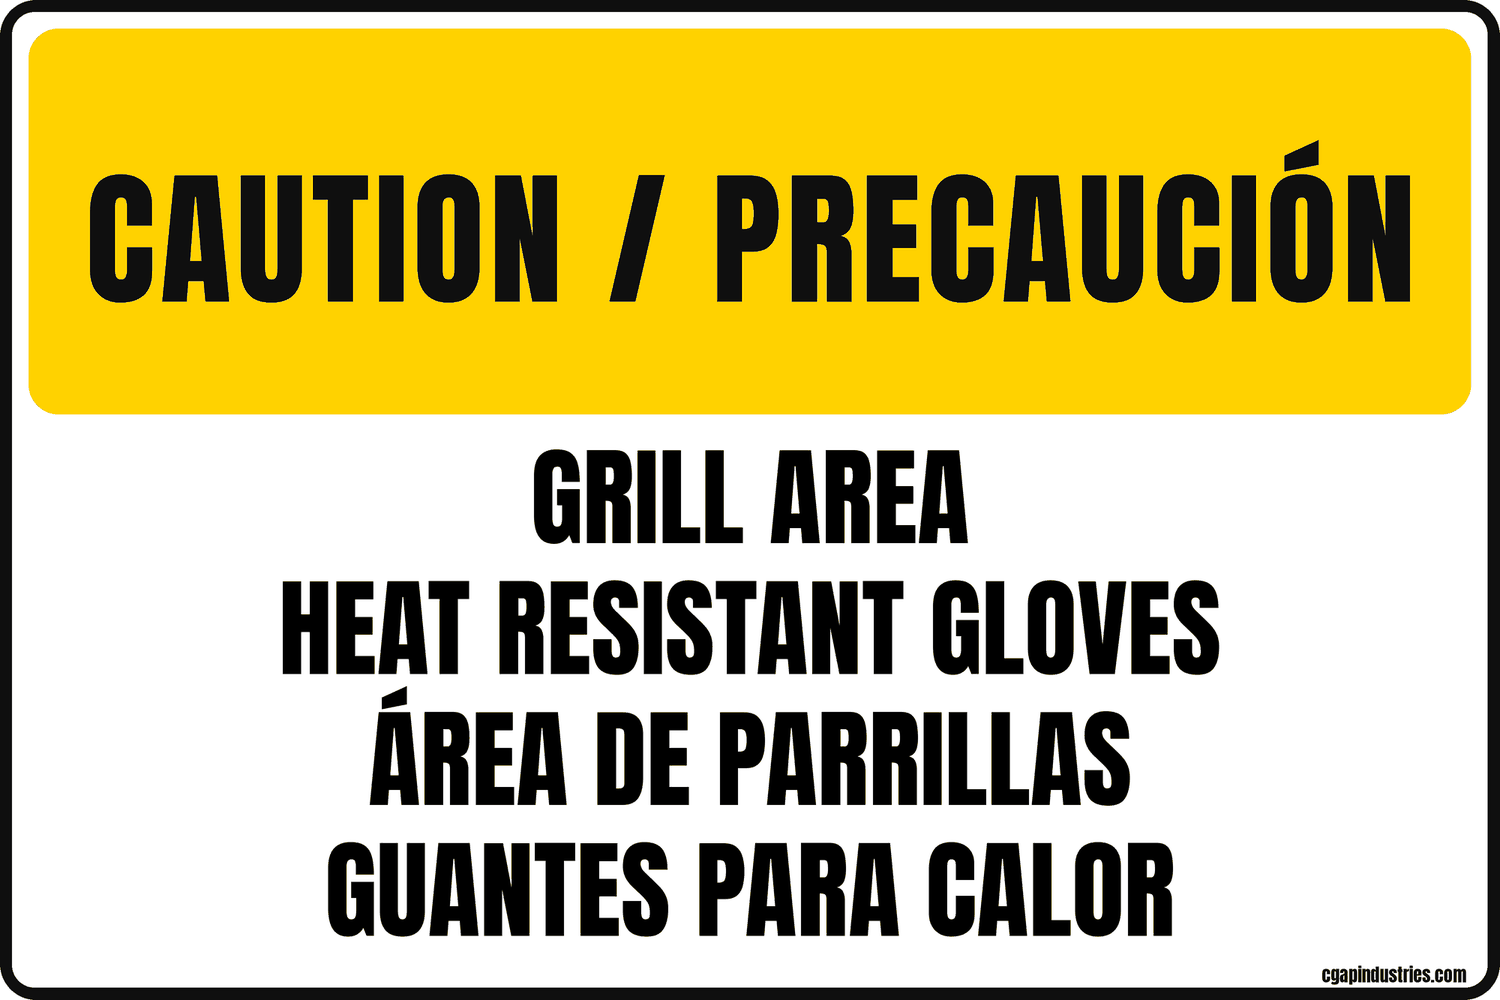 CAUTION / PRECAUCIÓN
GRILL AREA
HEAT RESISTANT GLOVES
ÁREA DE PARRILLAS
GUANTES PARA CALOR
cgapindustries.com